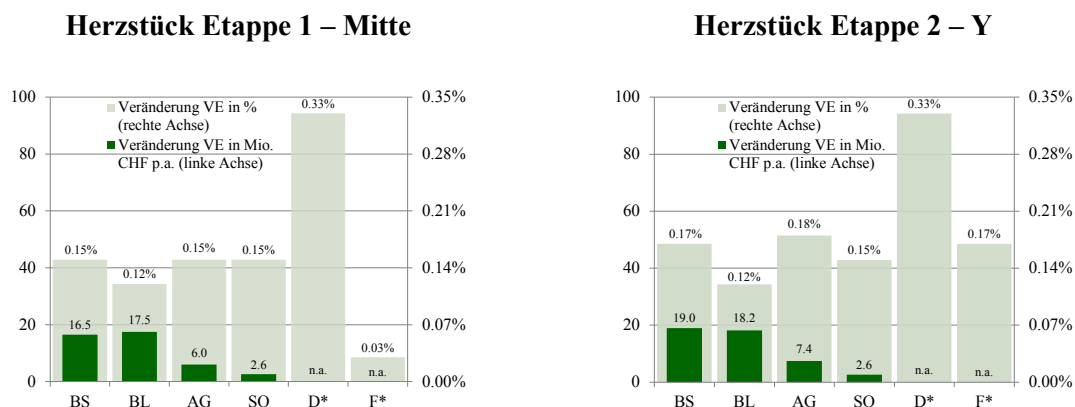 Herzstück Etappe 1 – Mitte
100
80
60
40
20
0
0.35%
0.28%
0.21%
0.14%
0.07%
0.00%
Veränderung VE in %
(rechte Achse)
Veränderung VE in Mio.
CHF p.a. (linke Achse)
0.15%
0.12%
0.15%
0.15%
0.33%
0.03%
16.5
17.5
6.0
2.6
n.a.
n.a.
BS
BL
AG
SO
D*
F*
Herzstück Etappe 2 – Y
100
80
60
40
20
0
0.35%
0.28%
0.21%
0.14%
0.07%
0.00%
Veränderung VE in %
(rechte Achse)
Veränderung VE in Mio.
CHF p.a. (linke Achse)
0.17%
0.12%
0.18%
0.15%
0.33%
0.17%
19.0
18.2
7.4
2.6
n.a.
n.a.
BS
BL
AG
SO
D*
F*